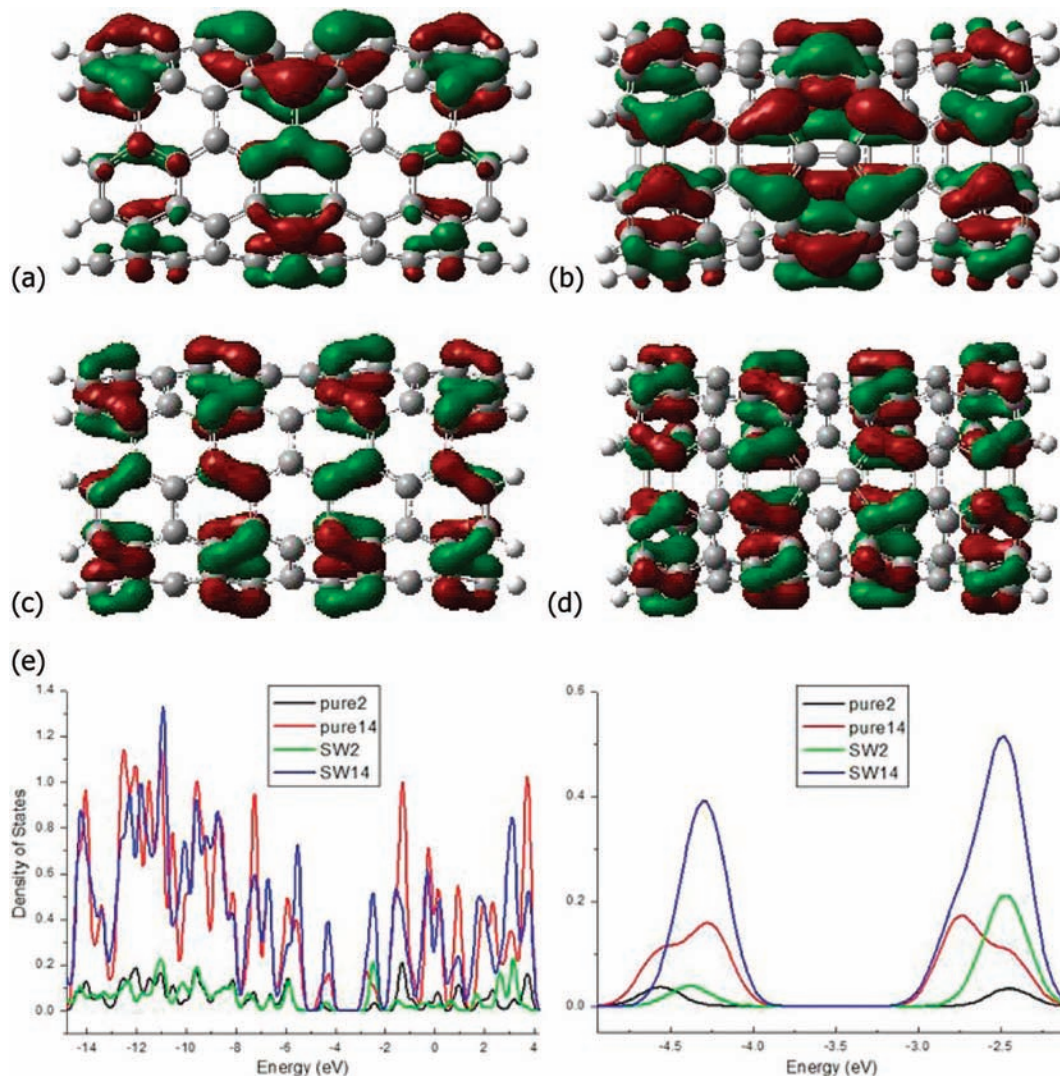 (a)
(b)
(c)
(d)
(e)
Density of States
1.4
1.2
1.0
0.8
0.6
0.4
0.2
0.0
pure2
pure14
SW2
SW14
-14 -12 -10 -8 -6 -4 -2 0 2 4
Energy (eV)
0.6
0.4
0.2
0.0
pure2
pure14
SW2
SW14
-4.5 -4.0 -3.5 -3.0 -2.5
Energy (eV)